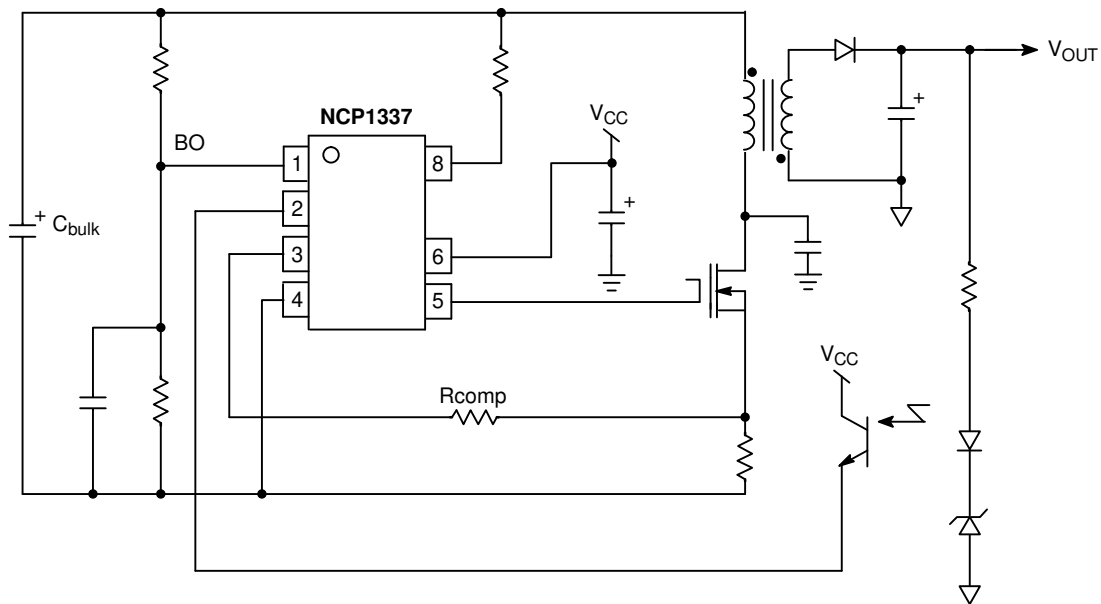 V_OUT
NCP1337
V_CC
BO
1
8
2
+ C_bulk
+
+
3
6
4
5
V_CC
Rcomp